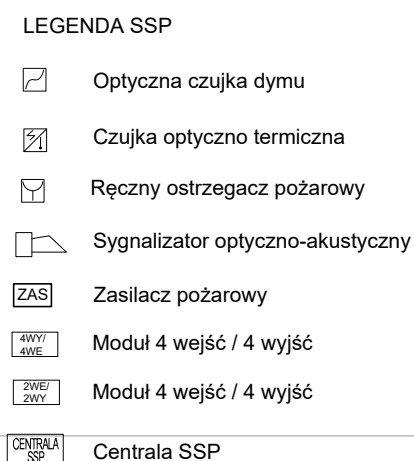 LEGENDA SSP
Optyczna czujka dymu
Czujka optyczno termiczna
Ręczny ostrzegacz pożarowy
Sygnalizator optyczno-akustyczny
ZAS Zasilacz pożarowy
4WY/
4WE
Moduł 4 wejść / 4 wyjść
2WE/
2WY
Moduł 4 wejść / 4 wyjść
CENTRALA
SSP
Centrala SSP